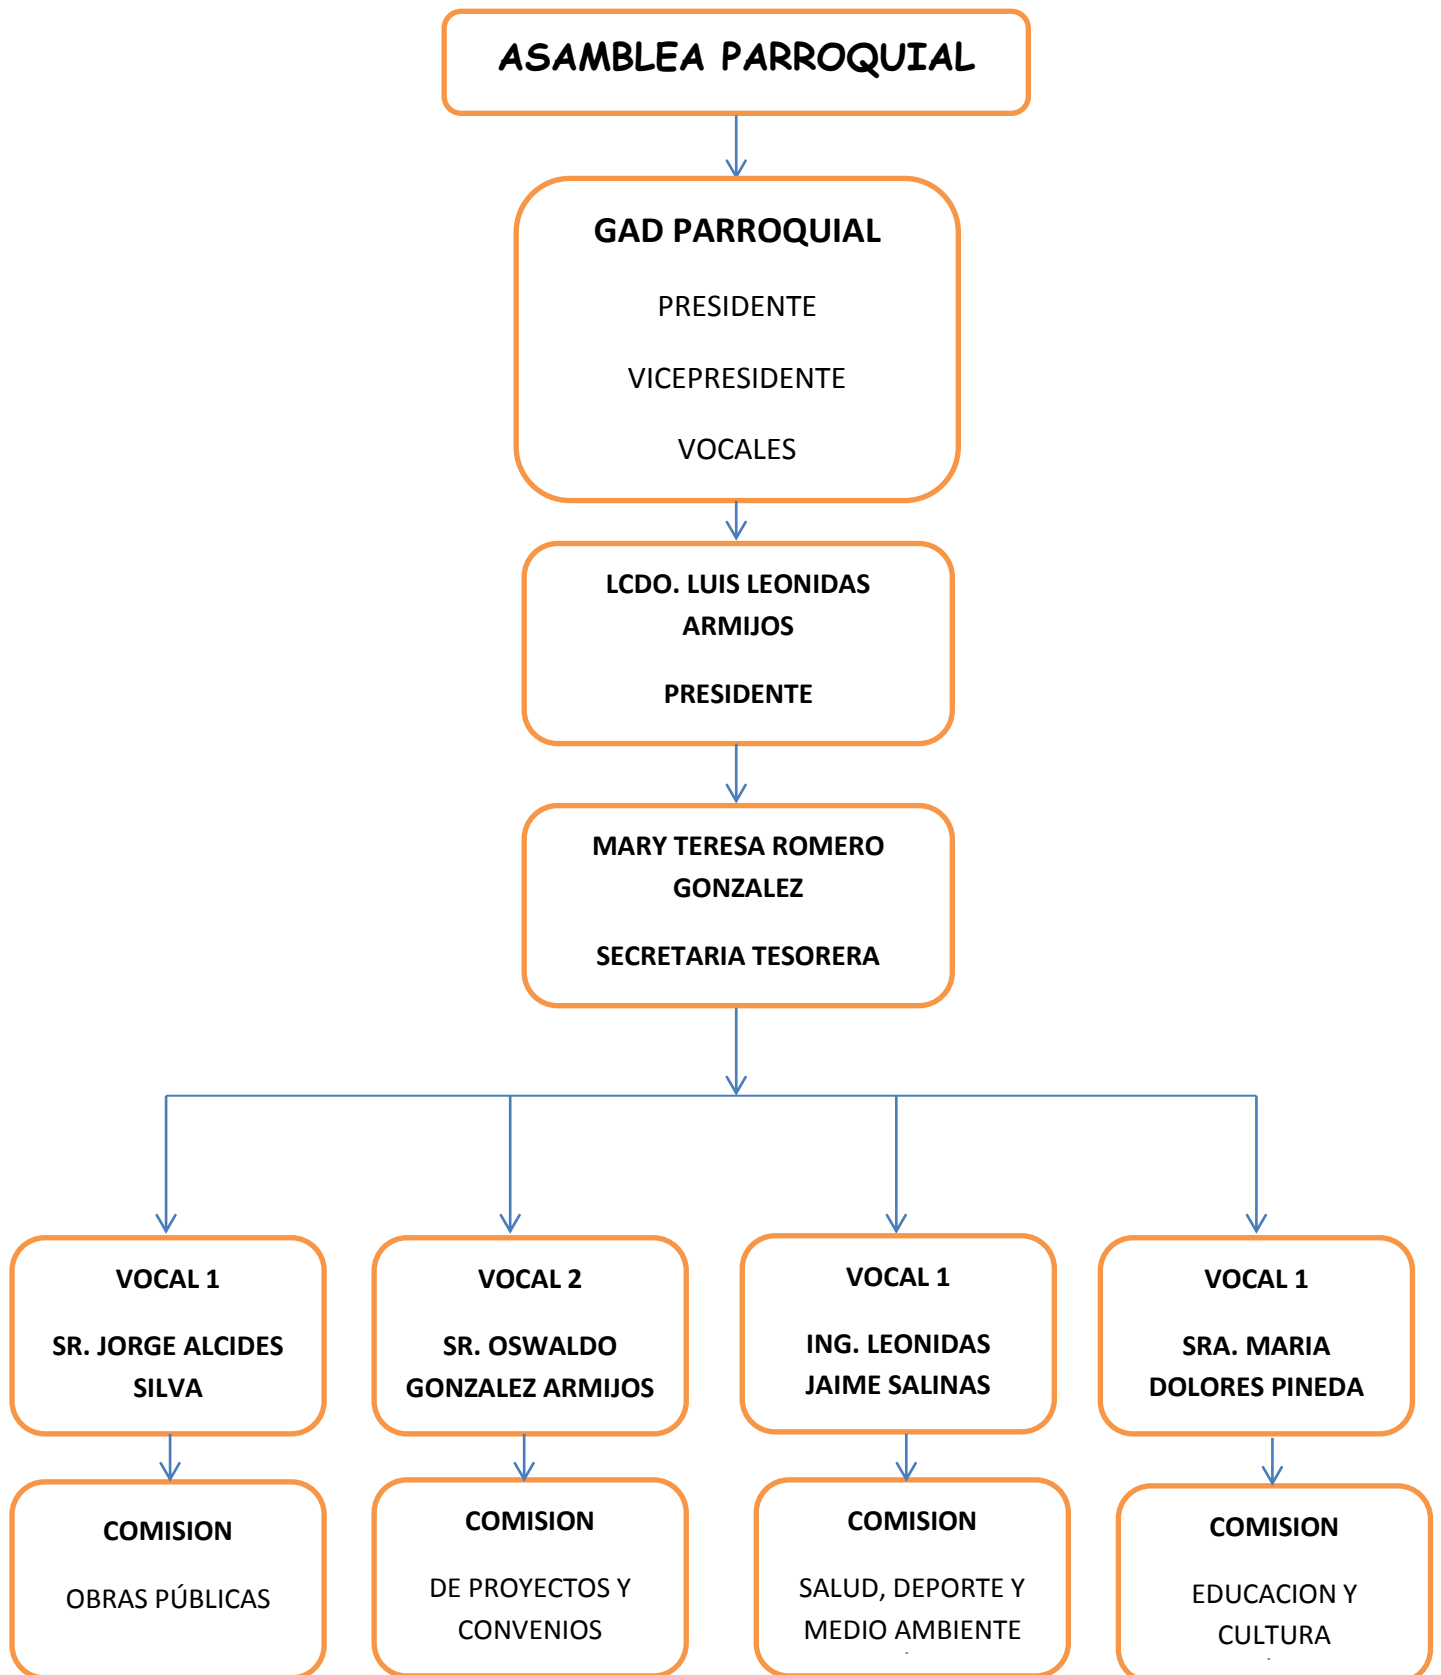 ASAMBLEA PARROQUIAL
GAD PARROQUIAL
PRESIDENTE
VICEPRESIDENTE
VOCALES
LCDO. LUIS LEONIDAS
ARMIJOS
PRESIDENTE
MARY TERESA ROMERO
GONZALEZ
SECRETARIA TESORERA
VOCAL 1
SR. JORGE ALCIDES
SILVA
VOCAL 2
SR. OSWALDO
GONZALEZ ARMIJOS
VOCAL 1
ING. LEONIDAS
JAIME SALINAS
VOCAL 1
SRA. MARIA
DOLORES PINEDA
COMISION
OBRAS PÚBLICAS
COMISION
DE PROYECTOS Y
CONVENIOS
COMISION
SALUD, DEPORTE Y
MEDIO AMBIENTE
COMISION
EDUCACION Y
CULTURA